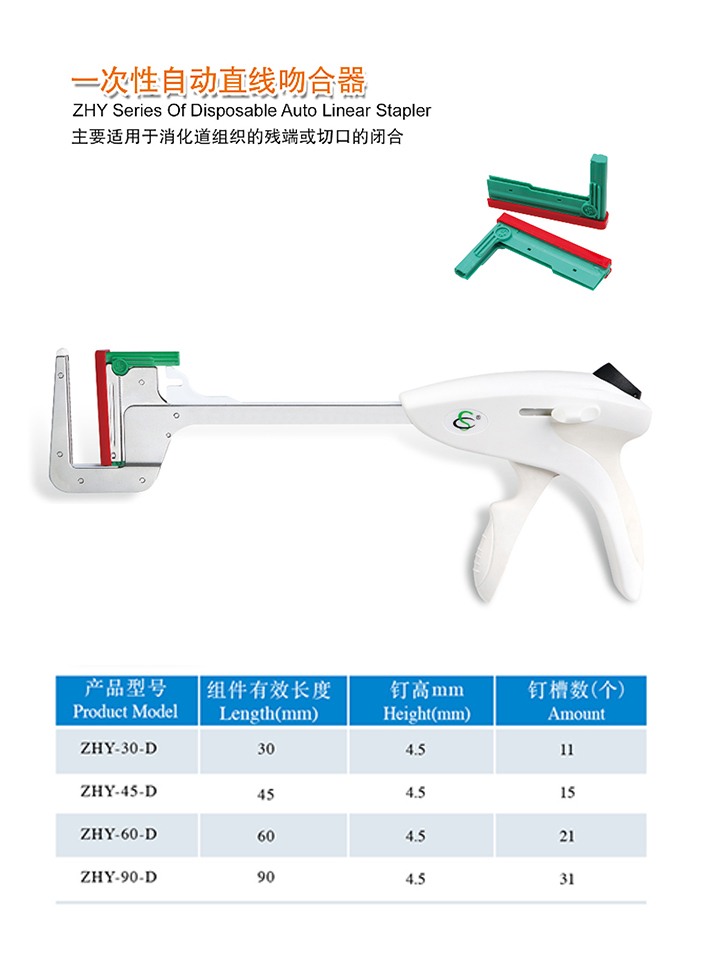 一次性自动直线吻合器
ZHY Series Of Disposable Auto Linear Stapler
主要适用于消化道组织的残端或切口的闭合
®
产品型号 组件有效长度 钉高mm 钉槽数(个)
Product Model Length(mm) Height(mm) Amount
ZHY-30-D 30 4.5 11
ZHY-45-D 45 4.5 15
ZHY-60-D 60 4.5 21
ZHY-90-D 90 4.5 31